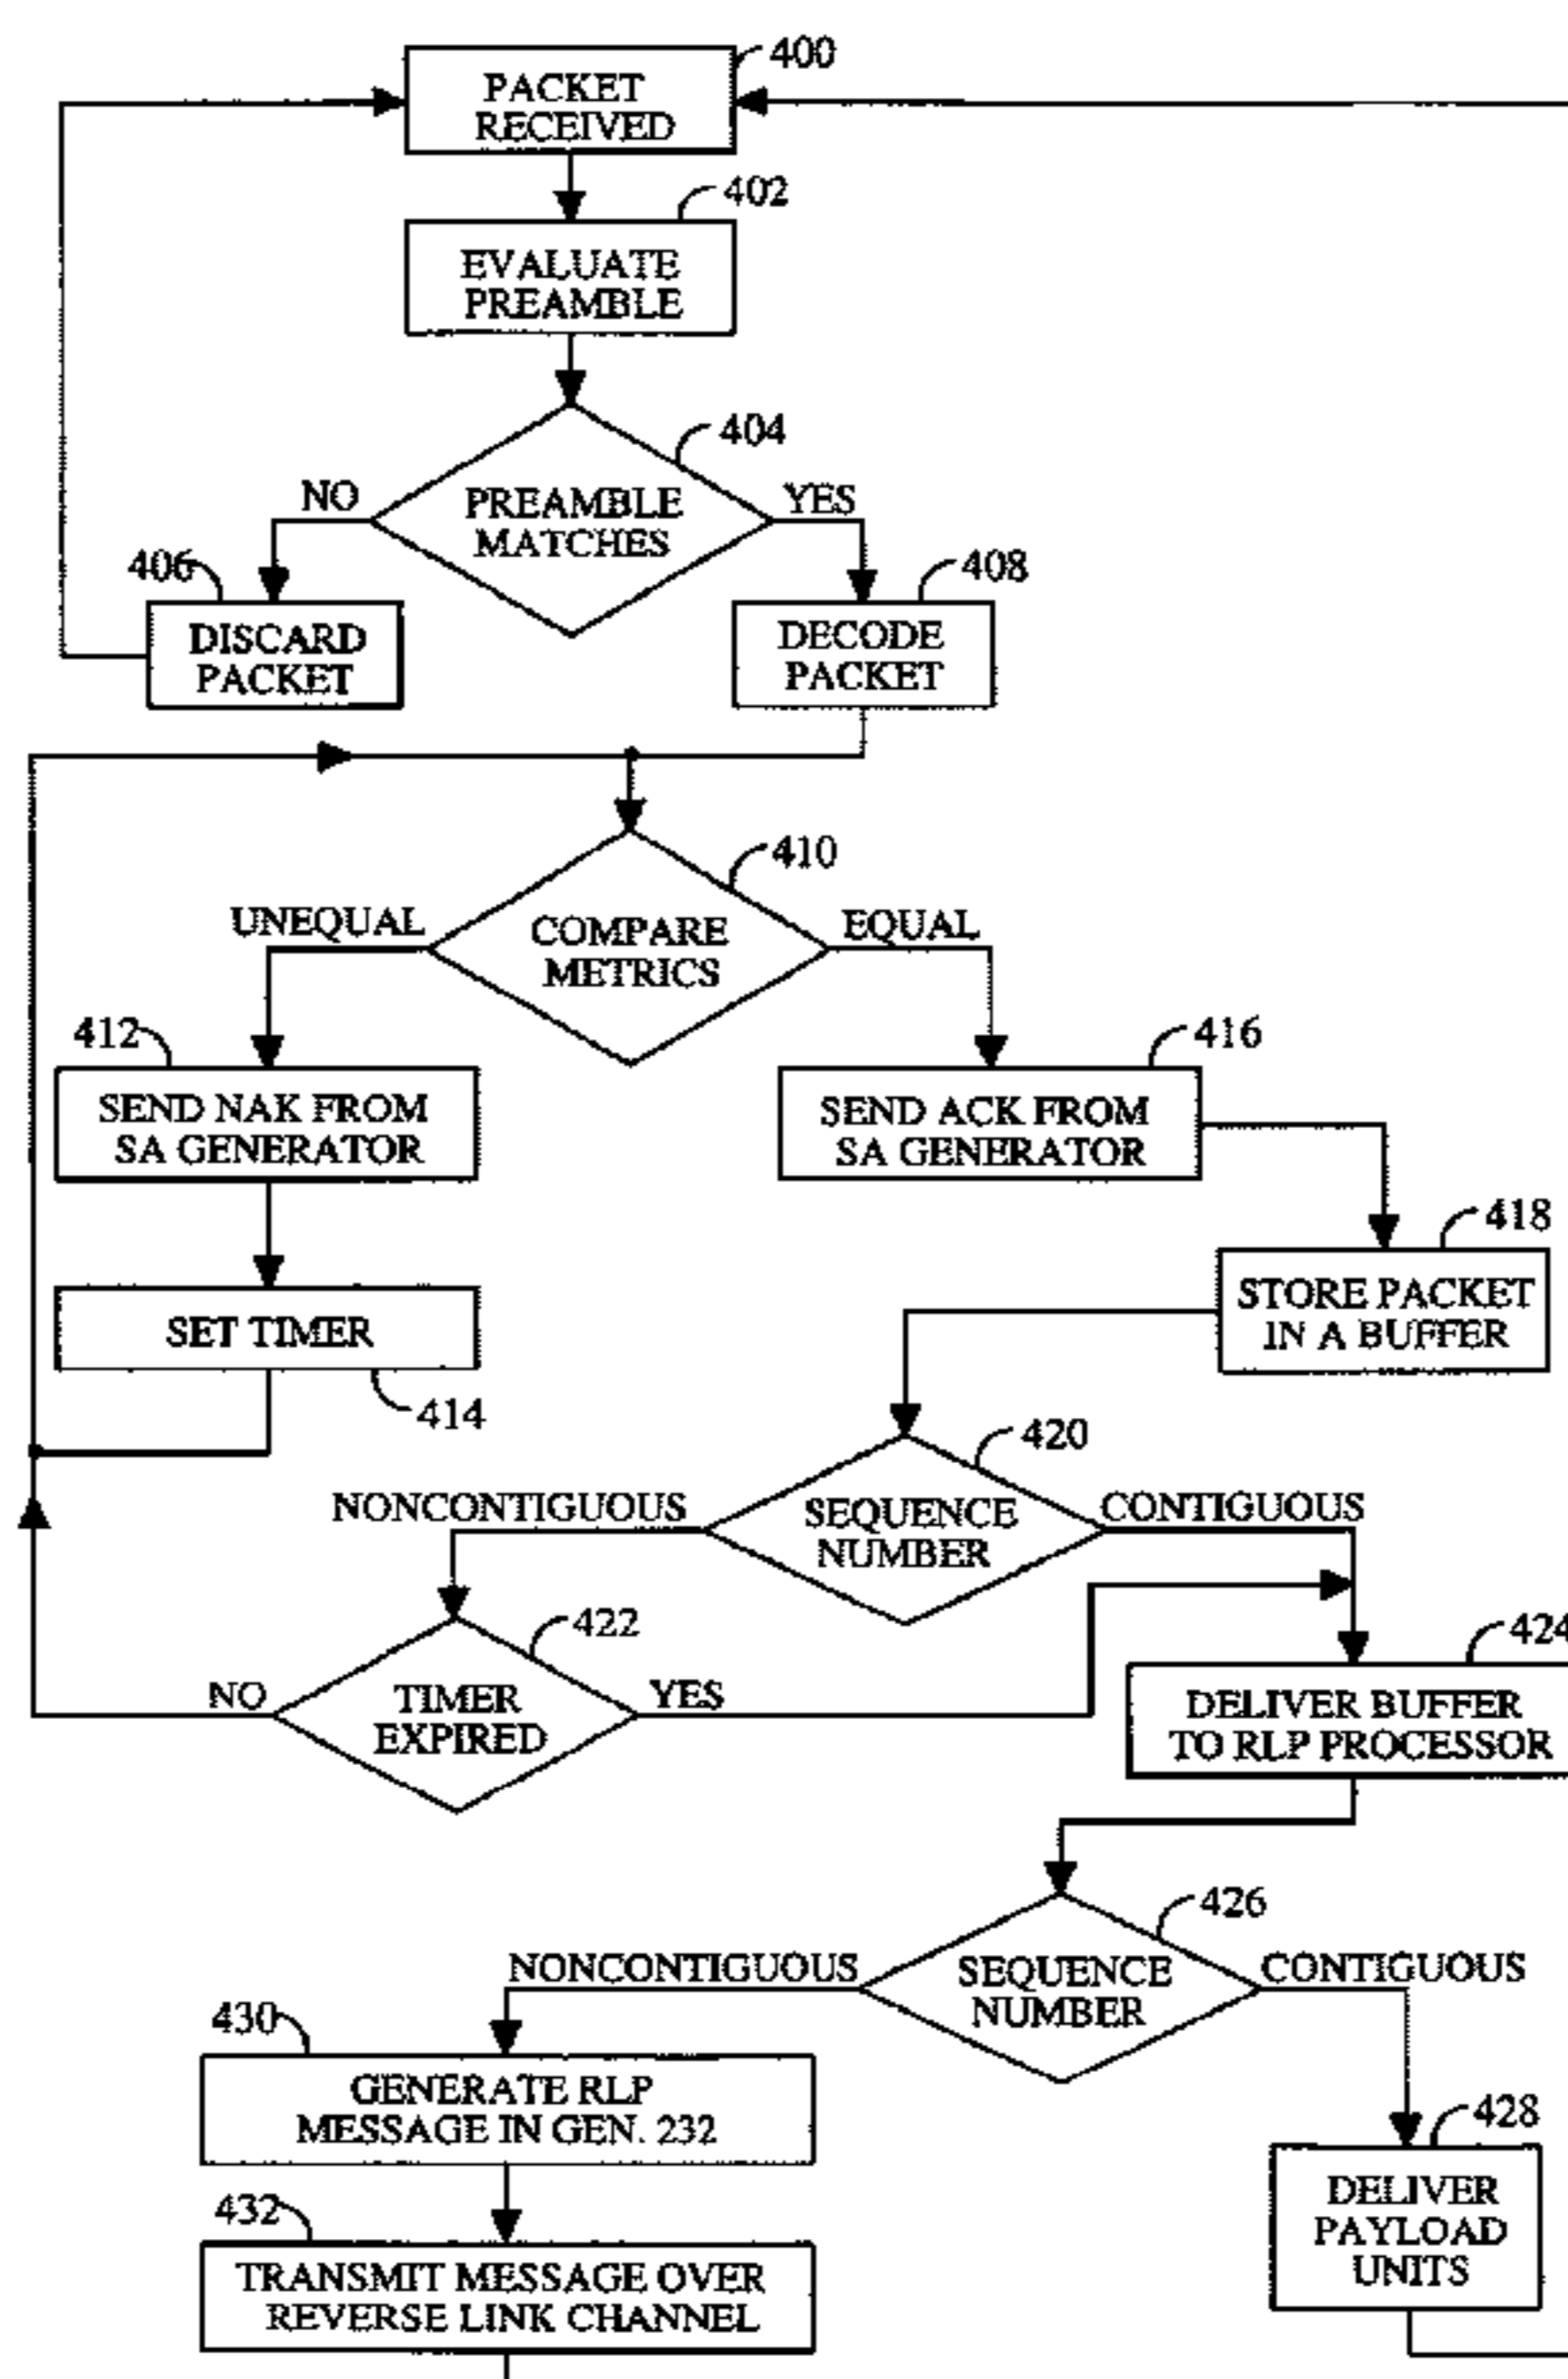 400
PACKET
RECEIVED
402
EVALUATE
PREAMBLE
404
NO
PREAMBLE
MATCHES
YES
406
DISCARD
PACKET
408
DECODE
PACKET
410
UNEQUAL
COMPARE
METRICS
EQUAL
412
SEND NAK FROM
SA GENERATOR
416
SEND ACK FROM
SA GENERATOR
418
STORE PACKET
IN A BUFFER
SET TIMER
414
420
NONCONTIGUOUS
SEQUENCE
NUMBER
CONTIGUOUS
422
NO
TIMER
EXPIRED
YES
424
DELIVER BUFFER
TO RLP PROCESSOR
426
NONCONTIGUOUS
SEQUENCE
NUMBER
CONTIGUOUS
430
GENERATE RLP
MESSAGE IN GEN. 232
428
DELIVER
PAYLOAD
UNITS
432
TRANSMIT MESSAGE OVER
REVERSE LINK CHANNEL